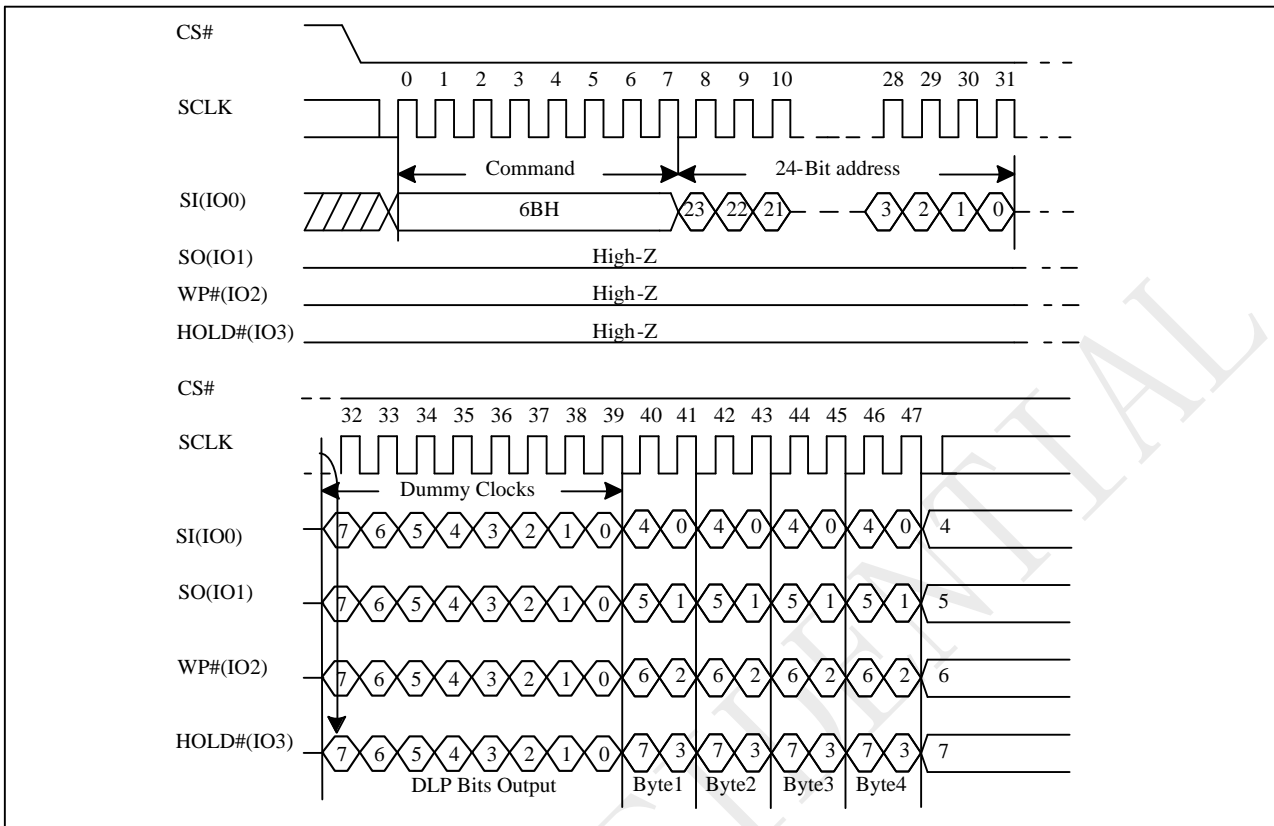 CS#
0 1 2 3 4 5 6 7 8 9 10 28 29 30 31
SCLK
Command 24-Bit address
SI(IO0) 6BH 23 22 21 3 2 1 0
SO(IO1) High-Z
WP#(IO2) High-Z
HOLD#(IO3) High-Z
CS#
32 33 34 35 36 37 38 39 40 41 42 43 44 45 46 47
SCLK
Dummy Clocks
SI(IO0) 7 6 5 4 3 2 1 0 4 0 4 0 4 0 4 0 4
SO(IO1) 7 6 5 4 3 2 1 0 5 1 5 1 5 1 5 1 5
WP#(IO2) 7 6 5 4 3 2 1 0 6 2 6 2 6 2 6 2 6
HOLD#(IO3) 7 6 5 4 3 2 1 0 7 3 7 3 7 3 7 3 7
DLP Bits Output Byte1 Byte2 Byte3 Byte4